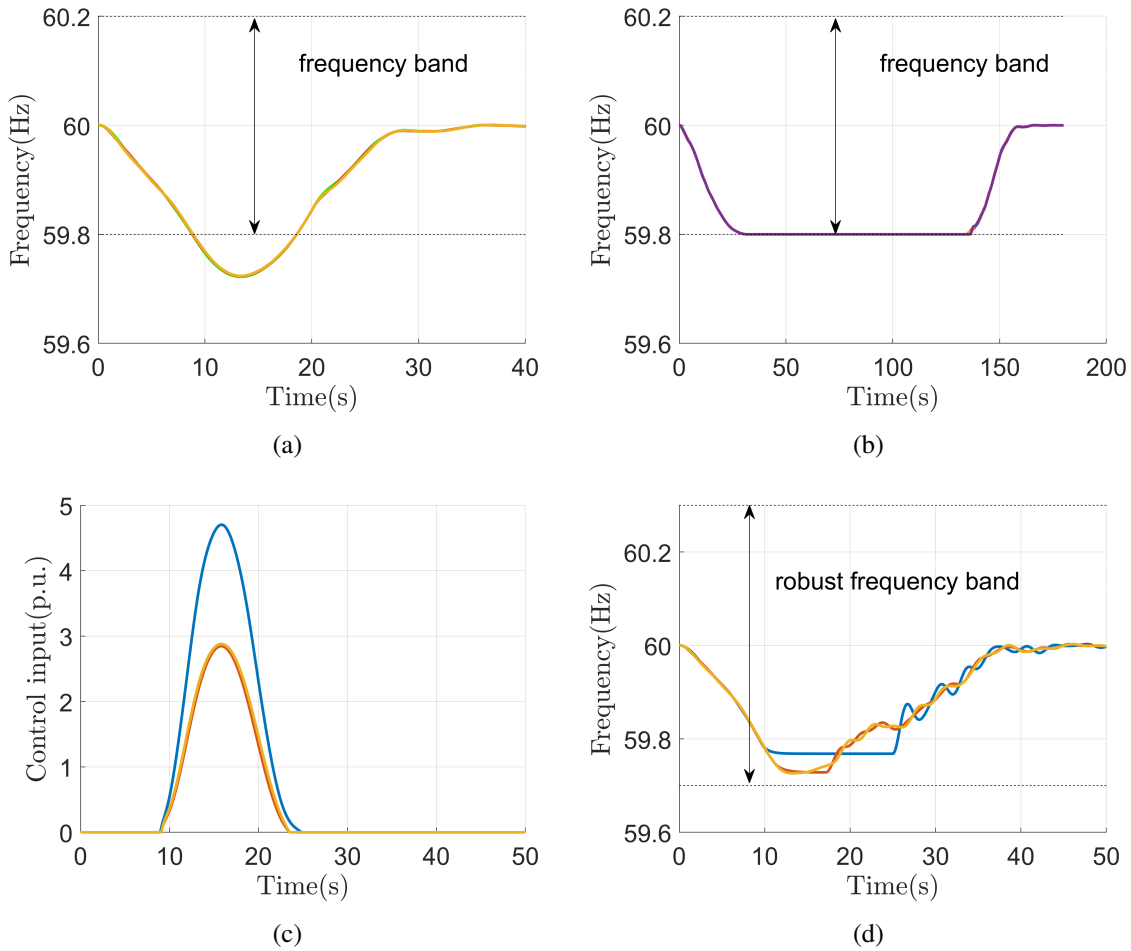 60.2
frequency band
60
59.8
59.6
Frequency(Hz)
0 10 20 30 40
Time(s)
(a)
60.2
frequency band
60
59.8
59.6
Frequency(Hz)
0 50 100 150 200
Time(s)
(b)
5
4
3
2
1
0
Control input(p.u.)
0 10 20 30 40 50
Time(s)
(c)
60.2
robust frequency band
60
59.8
59.6
Frequency(Hz)
0 10 20 30 40 50
Time(s)
(d)